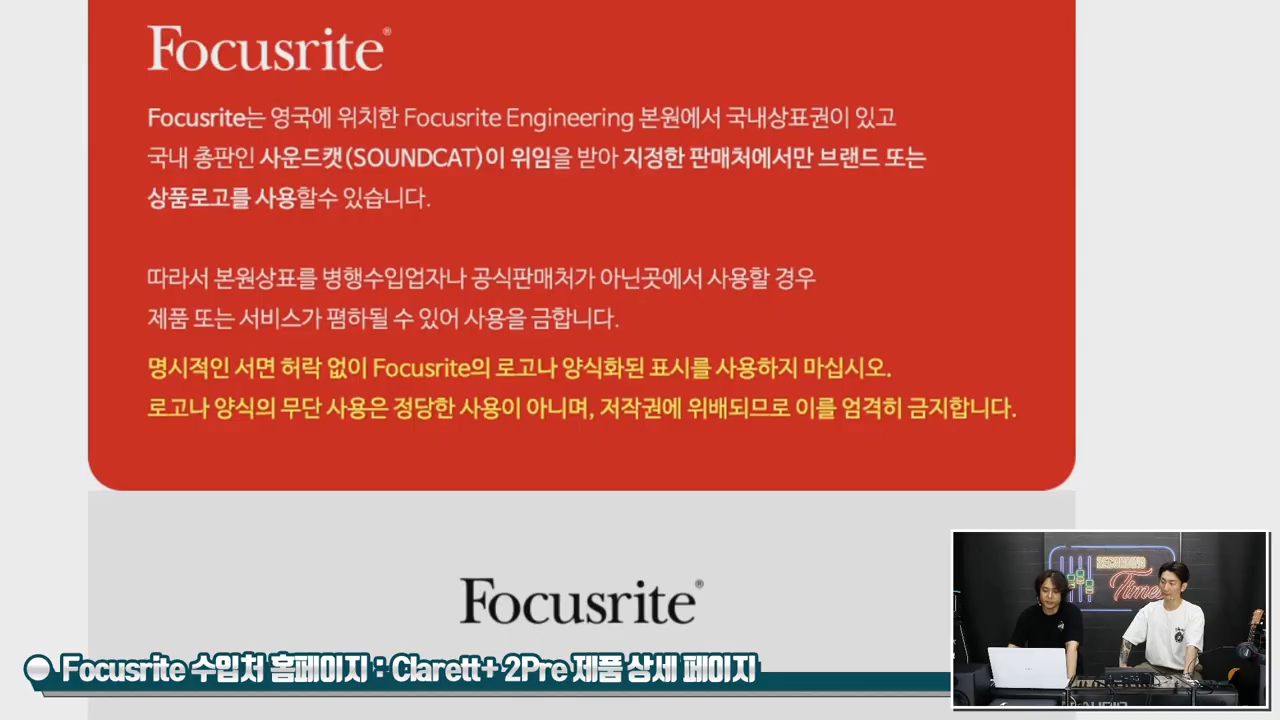 Focusrite®
Focusrite는 영국에 위치한 Focusrite Engineering 본원에서 국내상표권이 있고
국내 총판인 사운드캣(SOUNDCAT)이 위임을 받아 지정한 판매처에서만 브랜드 또는
상품로고를 사용할수 있습니다.
따라서 본원상표를 병행수입업자나 공식판매처가 아닌곳에서 사용할 경우
제품 또는 서비스가 폄하될 수 있어 사용을 금합니다.
명시적인 서면 허락 없이 Focusrite의 로고나 양식화된 표시를 사용하지 마십시오.
로고나 양식의 무단 사용은 정당한 사용이 아니며, 저작권에 위배되므로 이를 엄격히 금지합니다.
Focusrite®
RECORDING
Times
Focusrite 수입처 홈페이지 : Clarett+ 2Pre 제품 상세 페이지